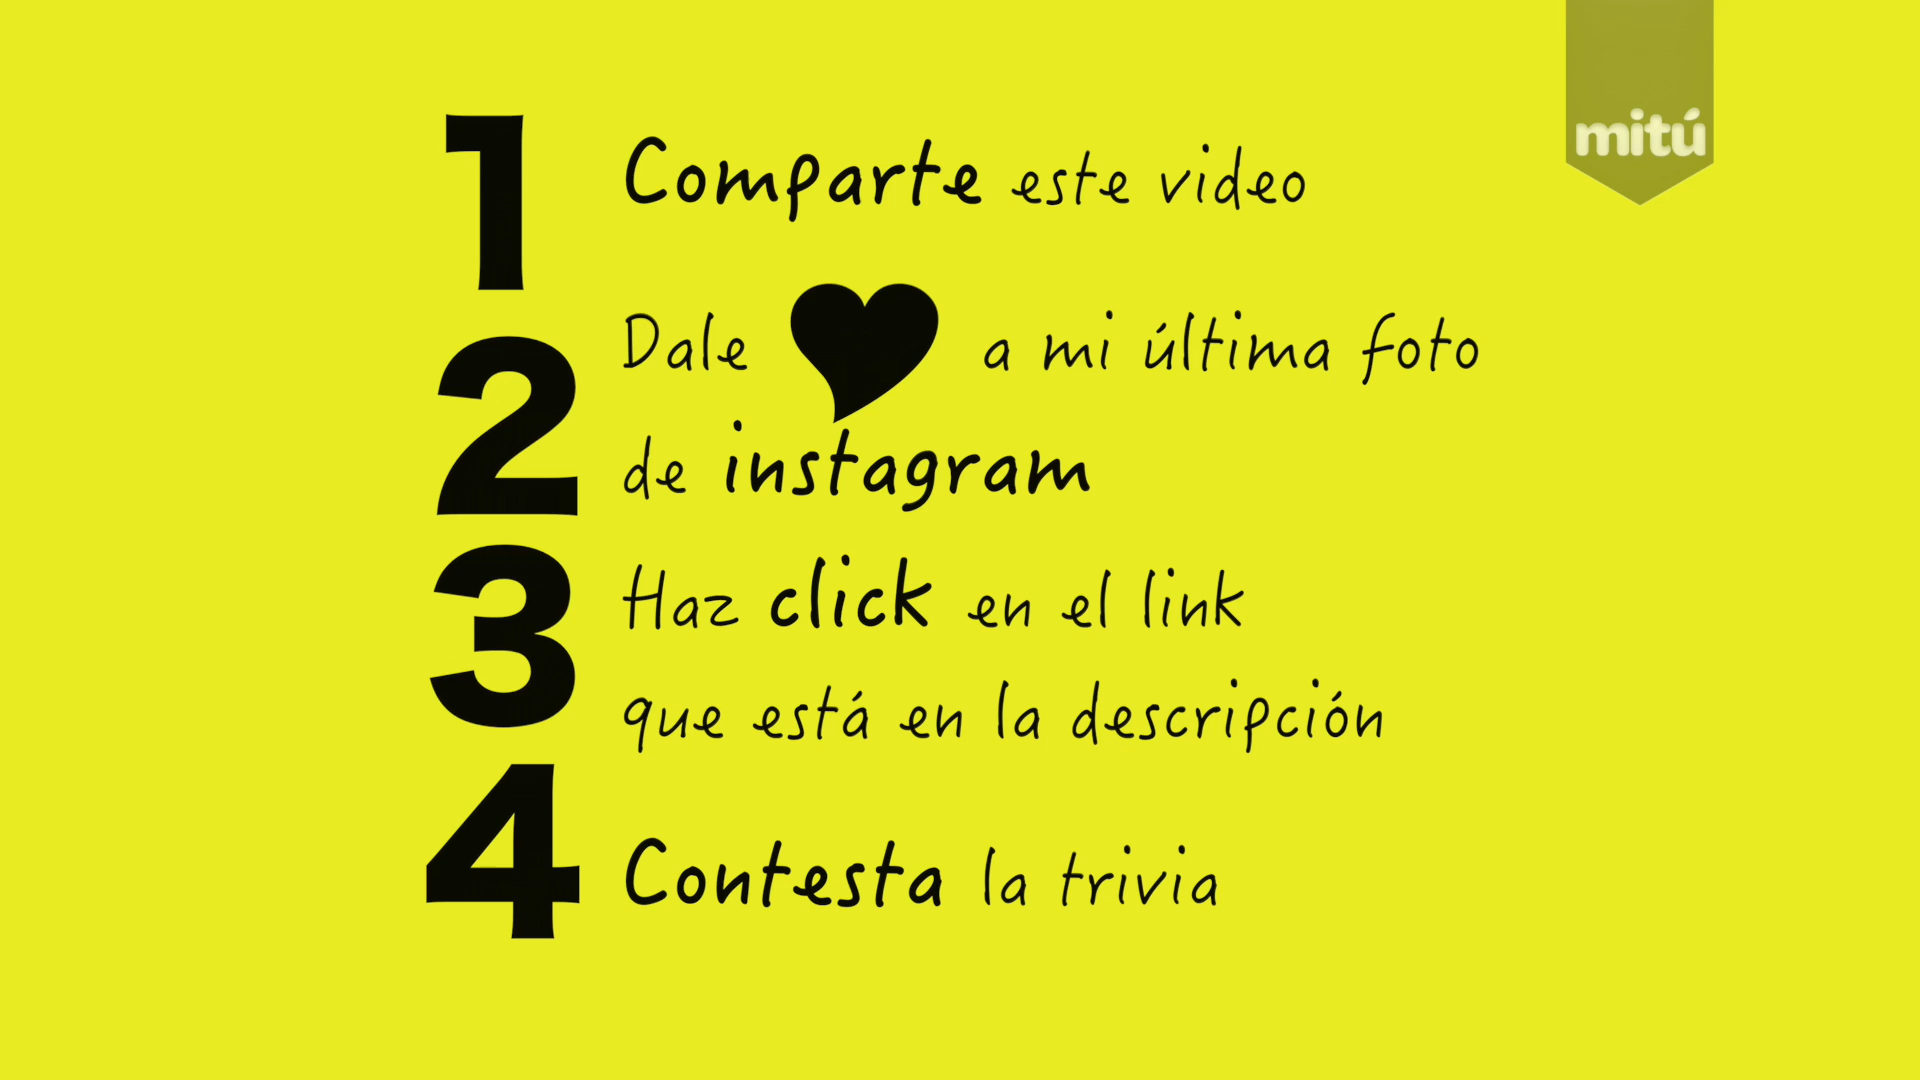 mitú
1 Comparte este video
2 Dale a mi última foto
de instagram
3 Haz click en el link
que está en la descripción
4 Contesta la trivia